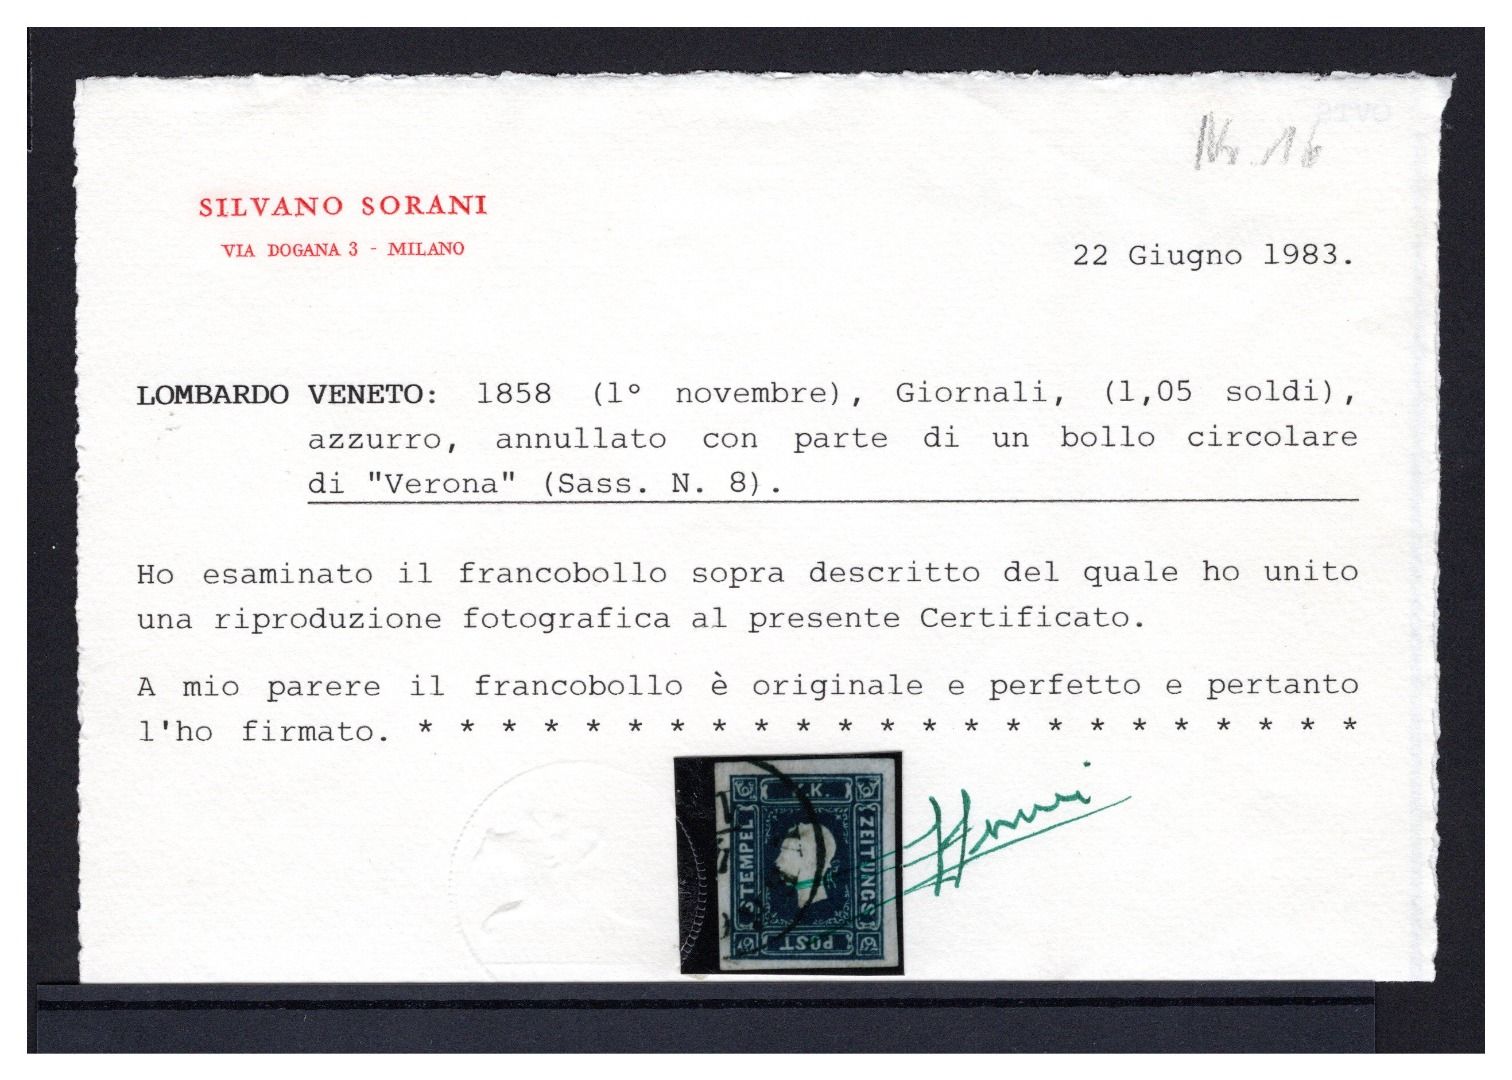 Nr. 16
SILVANO SORANI
VIA DOGANA 3 - MILANO
22 Giugno 1983.
LOMBARDO VENETO: 1858 (1° novembre), Giornali, (1,05 soldi),
azzurro, annullato con parte di un bollo circolare
di "Verona" (Sass. N. 8).
Ho esaminato il francobollo sopra descritto del quale ho unito
una riproduzione fotografica al presente Certificato.
A mio parere il francobollo è originale e perfetto e pertanto
l'ho firmato. * * * * * * * * * * * * * * * * * * * * * * *
K.K.
ZEITUNGS
POST
STEMPEL